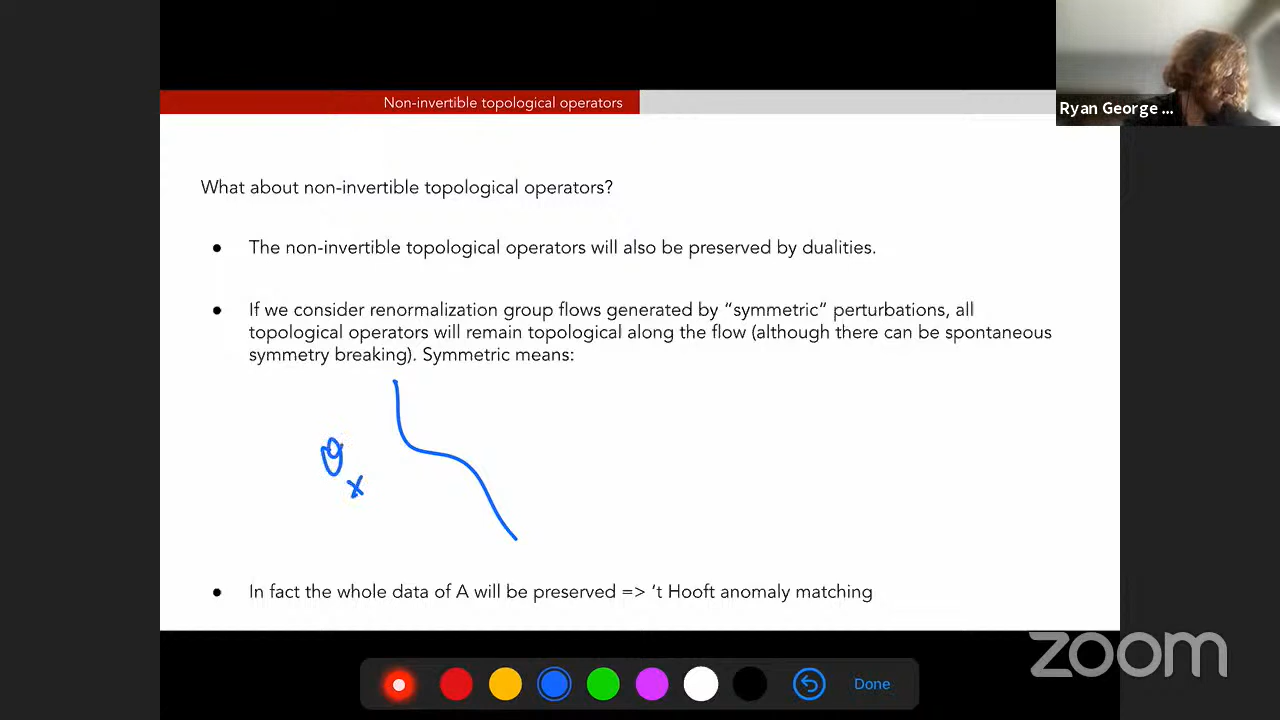 Non-invertible topological operators
Ryan George ...
What about non-invertible topological operators?
● The non-invertible topological operators will also be preserved by dualities.
● If we consider renormalization group flows generated by “symmetric” perturbations, all
topological operators will remain topological along the flow (although there can be spontaneous
symmetry breaking). Symmetric means:
x
● In fact the whole data of A will be preserved => ‘t Hooft anomaly matching
zoom
Done